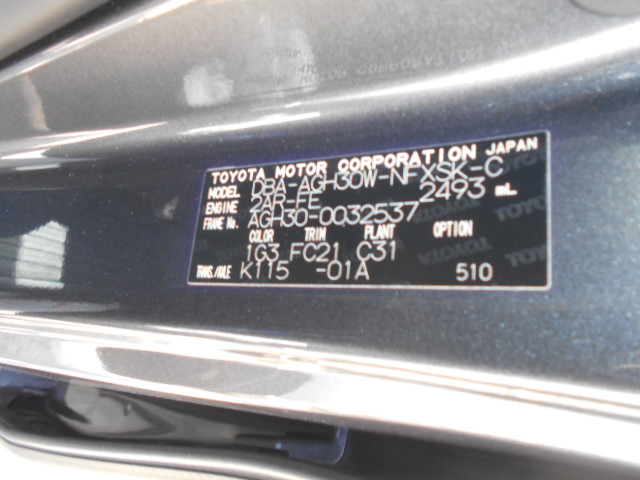 TOYOTA MOTOR CORPORATION JAPAN
MODEL DBA-AGH30W-NFXSK-C
ENGINE 2AR-FE 2493 mL
FRAME No. AGH30-0032537
COLOR TRIM PLANT OPTION
1G3 FC21 C31
TRANS./AXLE K115 -01A 510